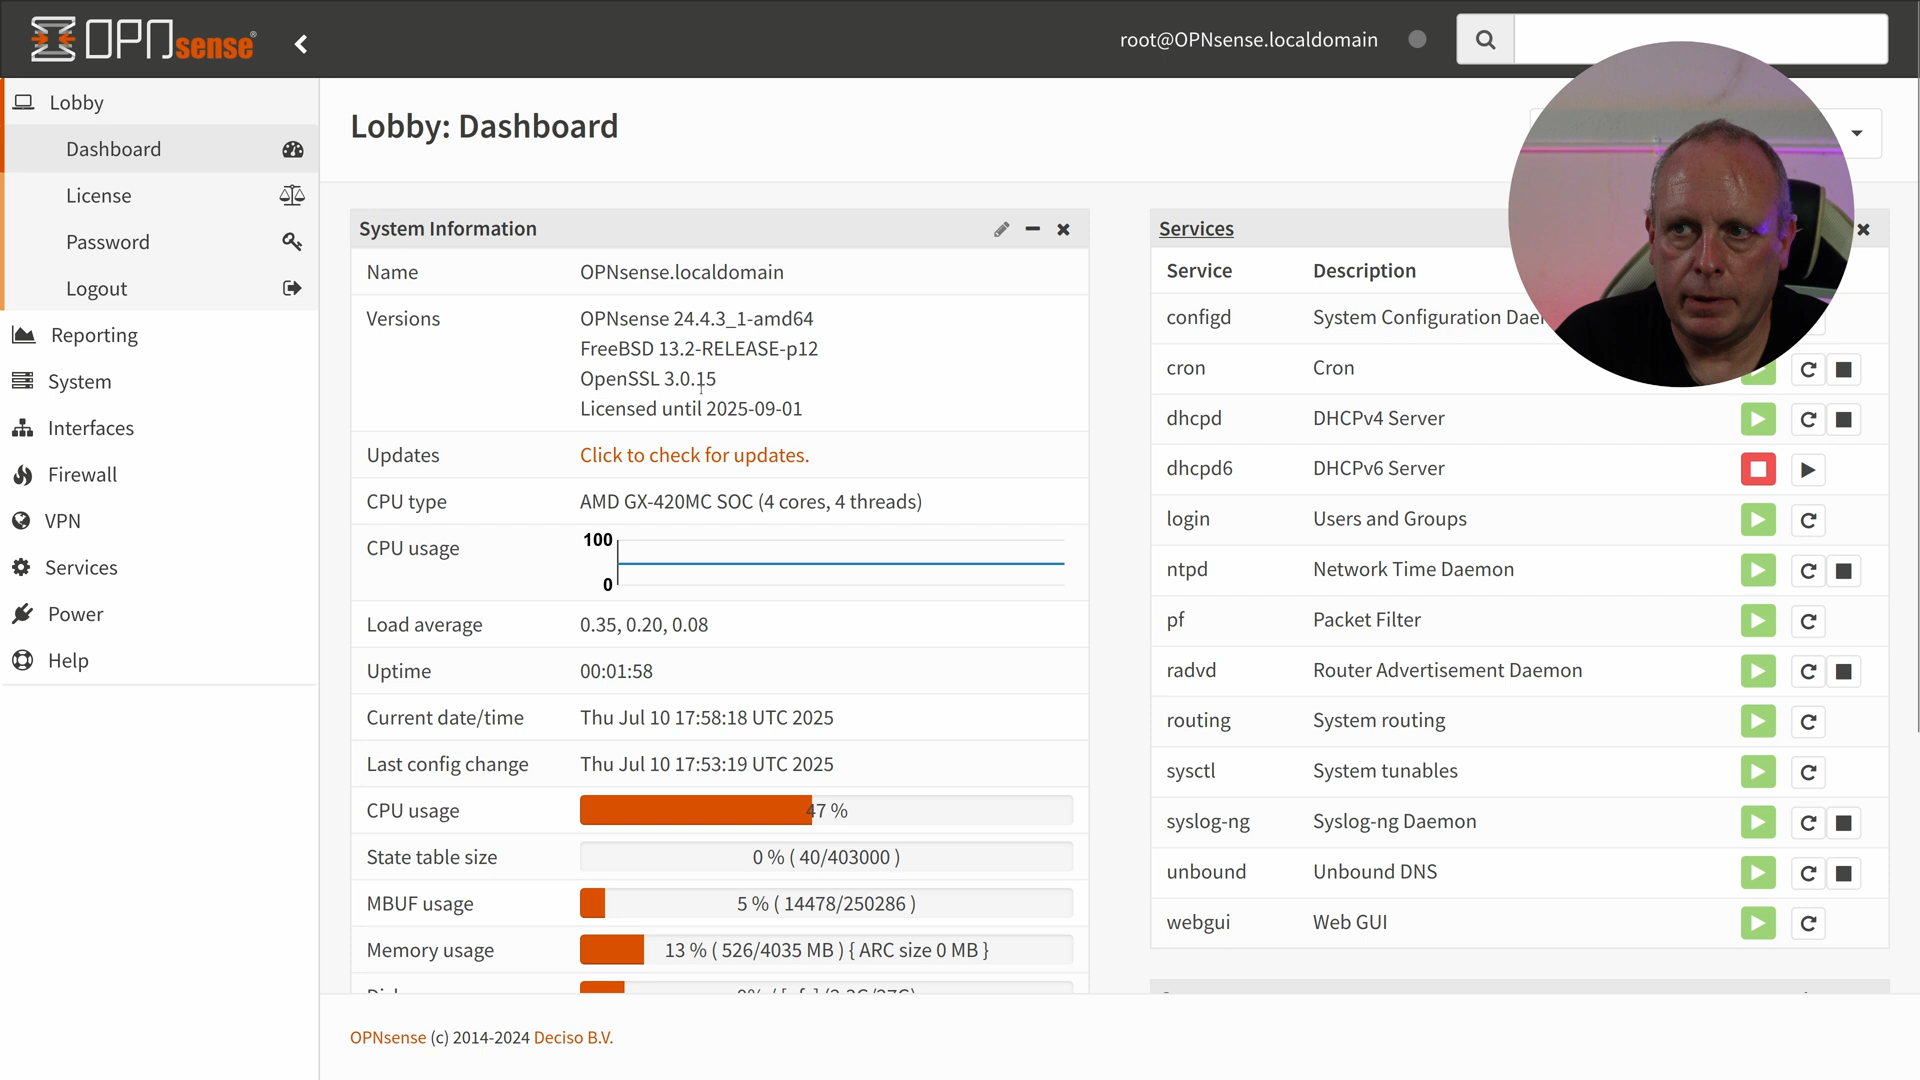 OPNsense®
root@OPNsense.localdomain
Lobby
Dashboard
License
Password
Logout
Reporting
System
Interfaces
Firewall
VPN
Services
Power
Help
Lobby: Dashboard
System Information
Name OPNsense.localdomain
Versions OPNsense 24.4.3_1-amd64
FreeBSD 13.2-RELEASE-p12
OpenSSL 3.0.15
Licensed until 2025-09-01
Updates Click to check for updates.
CPU type AMD GX-420MC SOC (4 cores, 4 threads)
CPU usage 100
0
Load average 0.35, 0.20, 0.08
Uptime 00:01:58
Current date/time Thu Jul 10 17:58:18 UTC 2025
Last config change Thu Jul 10 17:53:19 UTC 2025
CPU usage 47 %
State table size 0 % ( 40/403000 )
MBUF usage 5 % ( 14478/250286 )
Memory usage 13 % ( 526/4035 MB ) { ARC size 0 MB }
Services
Service Description
configd System Configuration
cron Cron
dhcpd DHCPv4 Server
dhcpd6 DHCPv6 Server
login Users and Groups
ntpd Network Time Daemon
pf Packet Filter
radvd Router Advertisement Daemon
routing System routing
sysctl System tunables
syslog-ng Syslog-ng Daemon
unbound Unbound DNS
webgui Web GUI
OPNsense (c) 2014-2024 Deciso B.V.